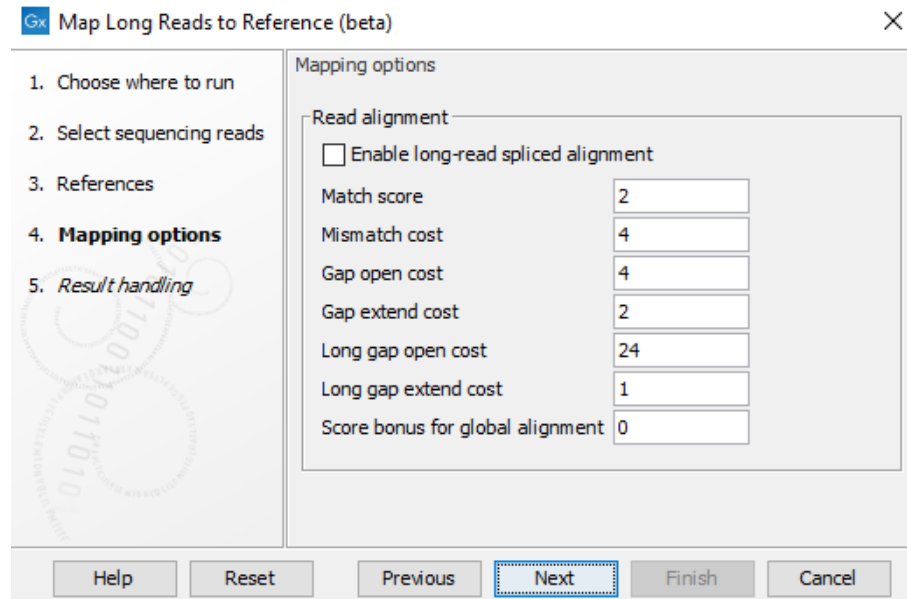 Gx Map Long Reads to Reference (beta)
1. Choose where to run
2. Select sequencing reads
3. References
4. Mapping options
5. Result handling
Mapping options
Read alignment
Enable long-read spliced alignment
Match score 2
Mismatch cost 4
Gap open cost 4
Gap extend cost 2
Long gap open cost 24
Long gap extend cost 1
Score bonus for global alignment 0
Help Reset Previous Next Finish Cancel